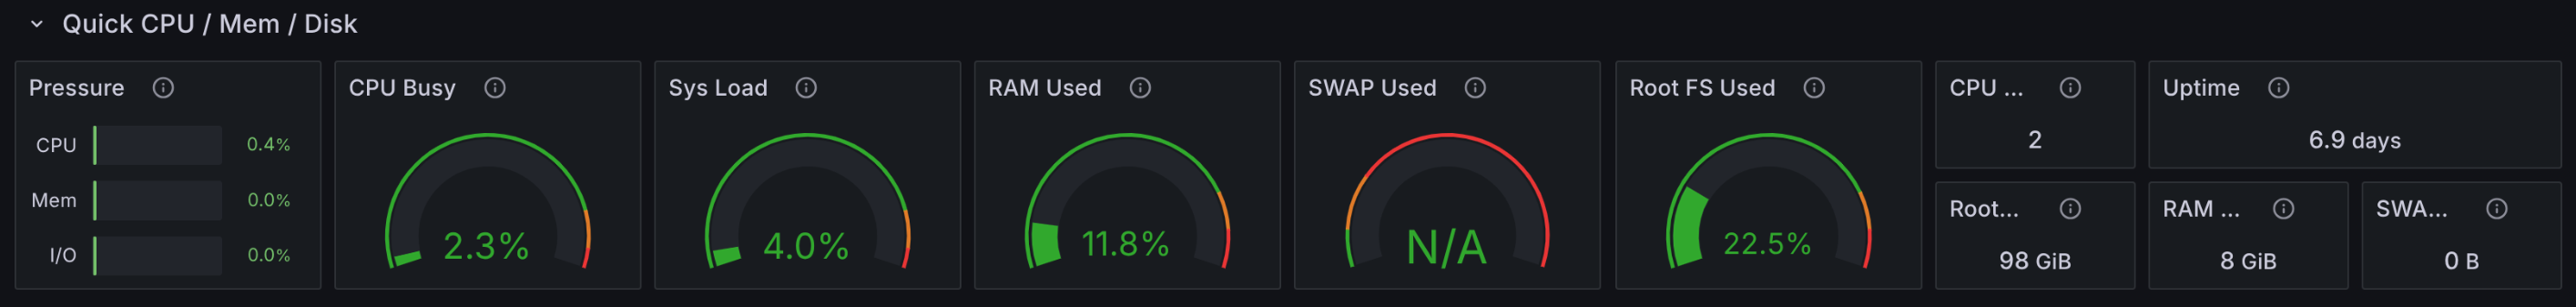 Quick CPU / Mem / Disk
Pressure
CPU 0.4%
Mem 0.0%
I/O 0.0%
CPU Busy
2.3%
Sys Load
4.0%
RAM Used
11.8%
SWAP Used
N/A
Root FS Used
22.5%
CPU ...
2
Uptime
6.9 days
Root...
98 GiB
RAM ...
8 GiB
SWA...
0 B